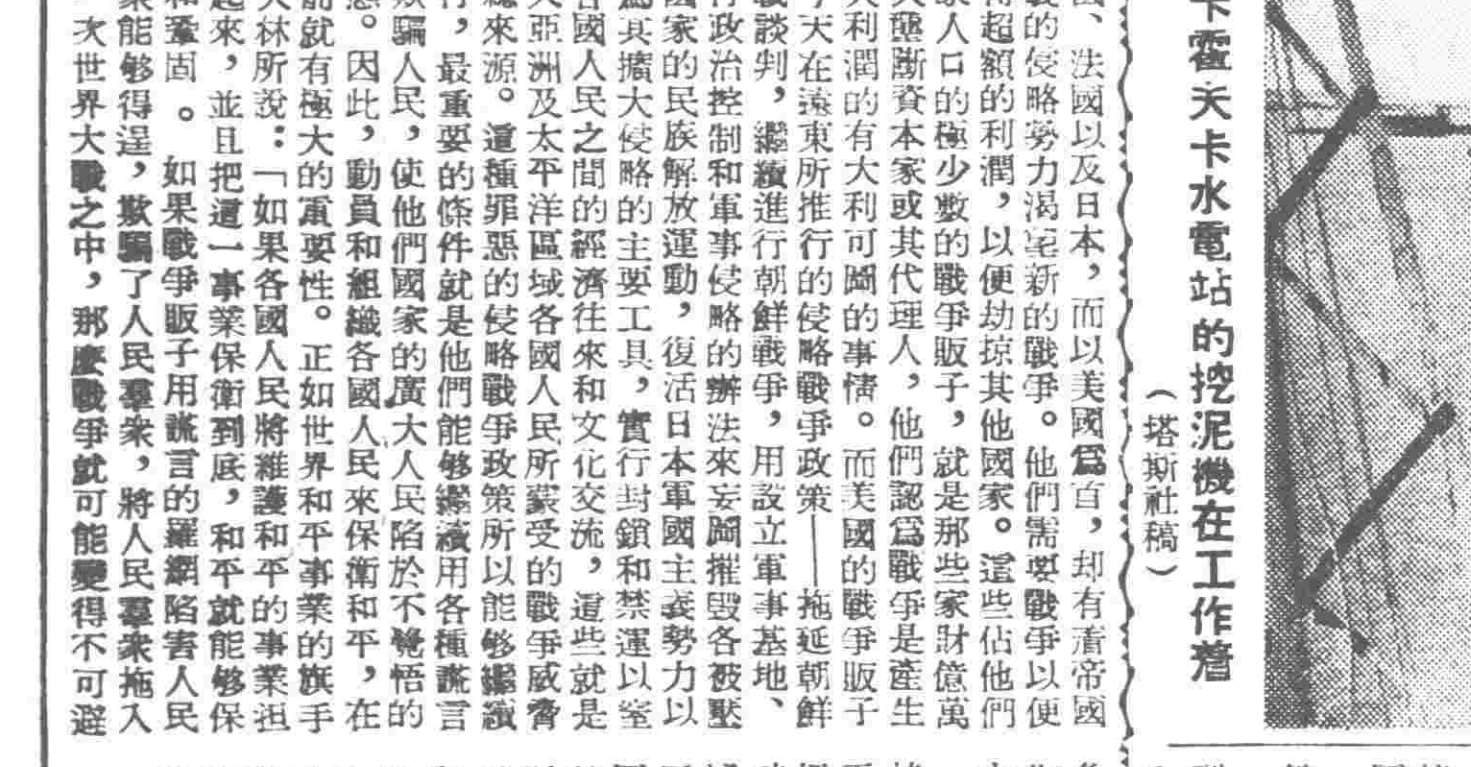 卡霍夫卡水電站的挖泥機在工作着
(塔斯社稿)
、法國以及日本,而以美國爲首,却有着帝國
的侵略勢力渴望新的戰爭。他們需要戰爭以便
得超額的利潤,以便劫掠其他國家。這些佔他們
家人口的極少數的戰爭販子,就是那些家財億萬
大壟斷資本家或其代理人,他們認爲戰爭是產生
大利潤的有大利可圖的事情。而美國的戰爭販子
今天在遠東所推行的侵略戰爭政策——拖延朝鮮
戰談判,繼續進行朝鮮戰爭,用設立軍事基地、
行政治控制和軍事侵略的辦法來妄圖摧毀各被壓
國家的民族解放運動,復活日本軍國主義勢力以
爲其擴大侵略的主要工具,實行封鎖和禁運以窒
各國人民之間的經濟往來和文化交流,這些就是
大亞洲及太平洋區域各國人民所蒙受的戰爭威脅
總來源。這種罪惡的侵略戰爭政策所以能够繼續
行,最重要的條件就是他們能够繼續用各種謊言
欺騙人民,使他們國家的廣大人民陷於不覺悟的
。因此,動員和組織各國人民來保衛和平,在
前就有極大的重要性。正如世界和平事業的旗手
大林所說:「如果各國人民將維護和平的事業担
起來,並且把這一事業保衛到底,和平就能够保
和鞏固。如果戰爭販子用謊言的羅網陷害人民
衆能够得逞,欺騙了人民羣衆,將人民羣衆拖入
次世界大戰之中,那麼戰爭就可能變得不可避